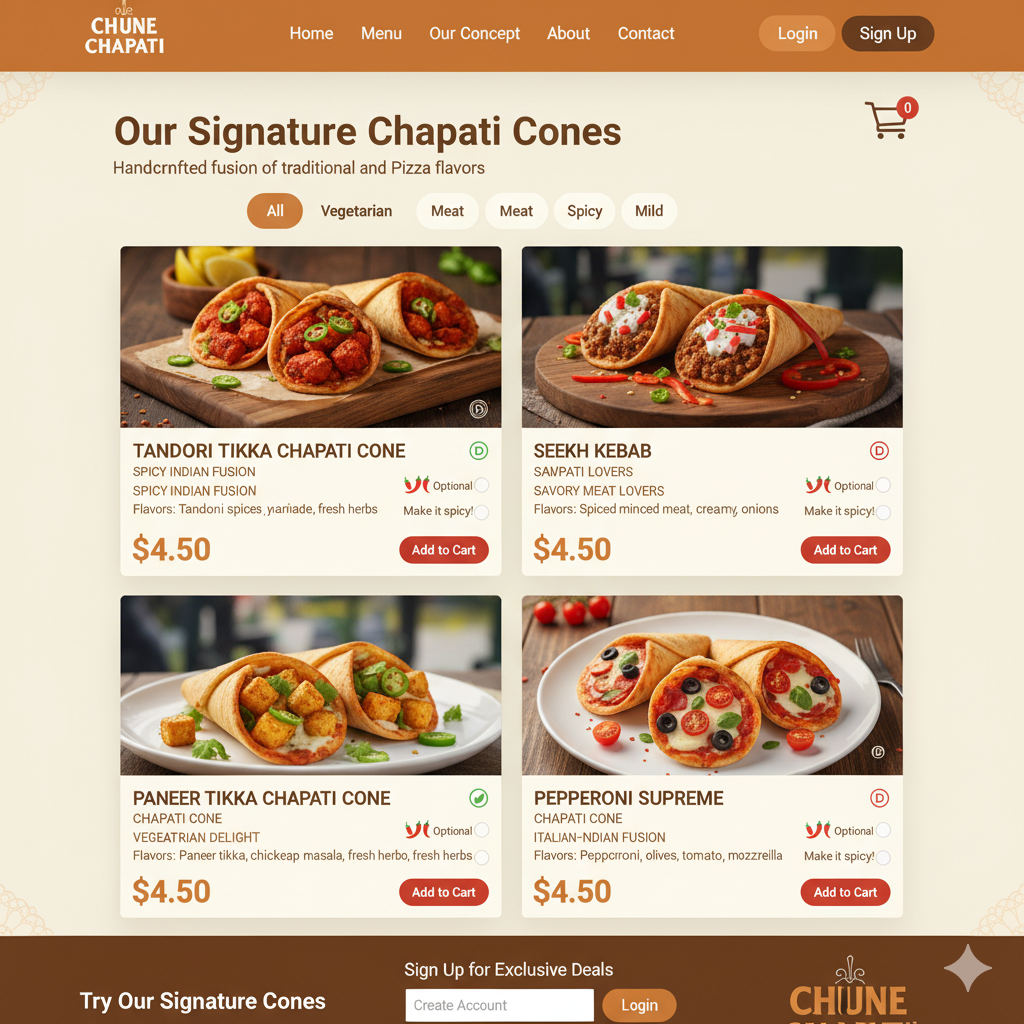 CHUNE
CHAPATI
Home Menu Our Concept About Contact Login Sign Up
0
Our Signature Chapati Cones
Handcrnfted fusion of traditional and Pizza flavors
All Vegetarian Meat Meat Spicy Mild
TANDORI TIKKA CHAPATI CONE D
SPICY INDIAN FUSION
Optional
SPICY INDIAN FUSION
Flavors: Tandoni spices, yariiade, fresh herbs
Make it spicy!
$4.50 Add to Cart
SEEKH KEBAB D
SAMPATI LOVERS
Optional
SAVORY MEAT LOVERS
Flavors: Spiced minced meat, creamy, onions
Make it spicy!
$4.50 Add to Cart
PANEER TIKKA CHAPATI CONE
CHAPATI CONE
Optional
VEGEATRIAN DELIGHT
Flavors: Paneer tikka, chickeap masala, fresh herbo, fresh herbs
$4.50 Add to Cart
PEPPERONI SUPREME D
CHAPATI CONE
Optional
ITALIAN-NDIAN FUSION
Flavors: Peppcrroni, olives, tomato, mozzreilla
Make it spicy!
$4.50 Add to Cart
Try Our Signature Cones
Sign Up for Exclusive Deals
Create Account Login
CHUNE